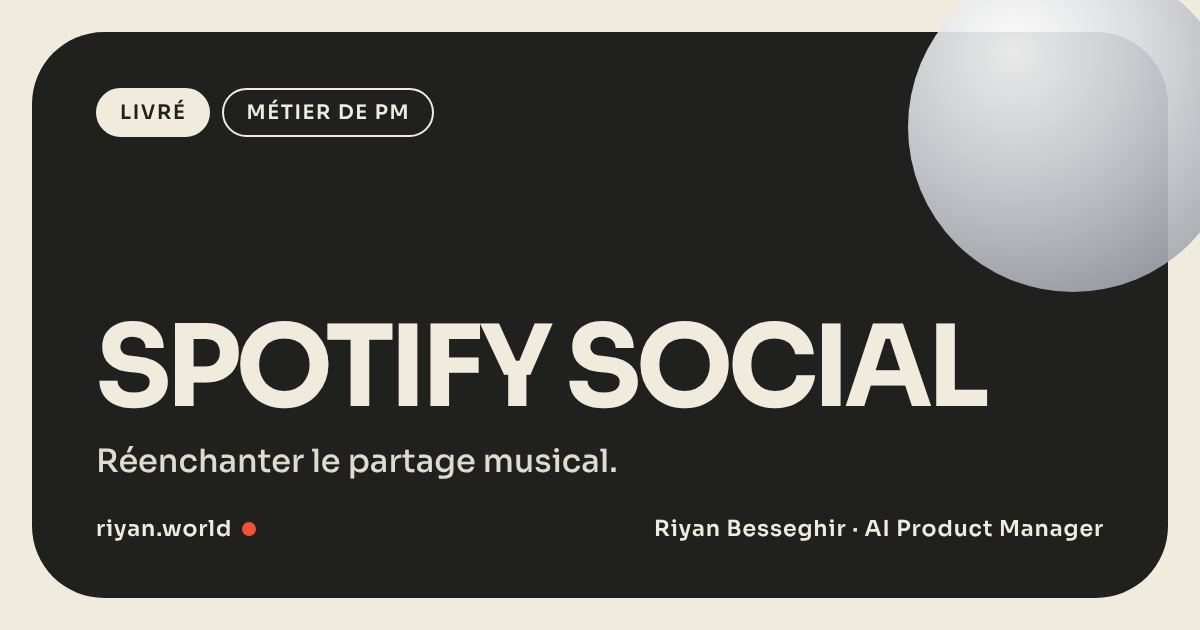 LIVRÉ
MÉTIER DE PM
SPOTIFY SOCIAL
Réenchanter le partage musical.
riyan.world
Riyan Besseghir · AI Product Manager